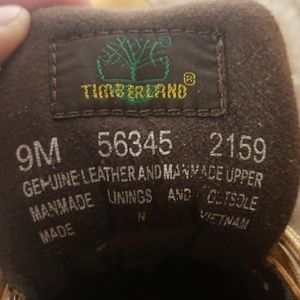 TIMBERLAND®
9M 56345 2159
GENUINE LEATHER AND MANMADE UPPER
MANMADE LININGS AND OUTSOLE
MADE IN VIETNAM